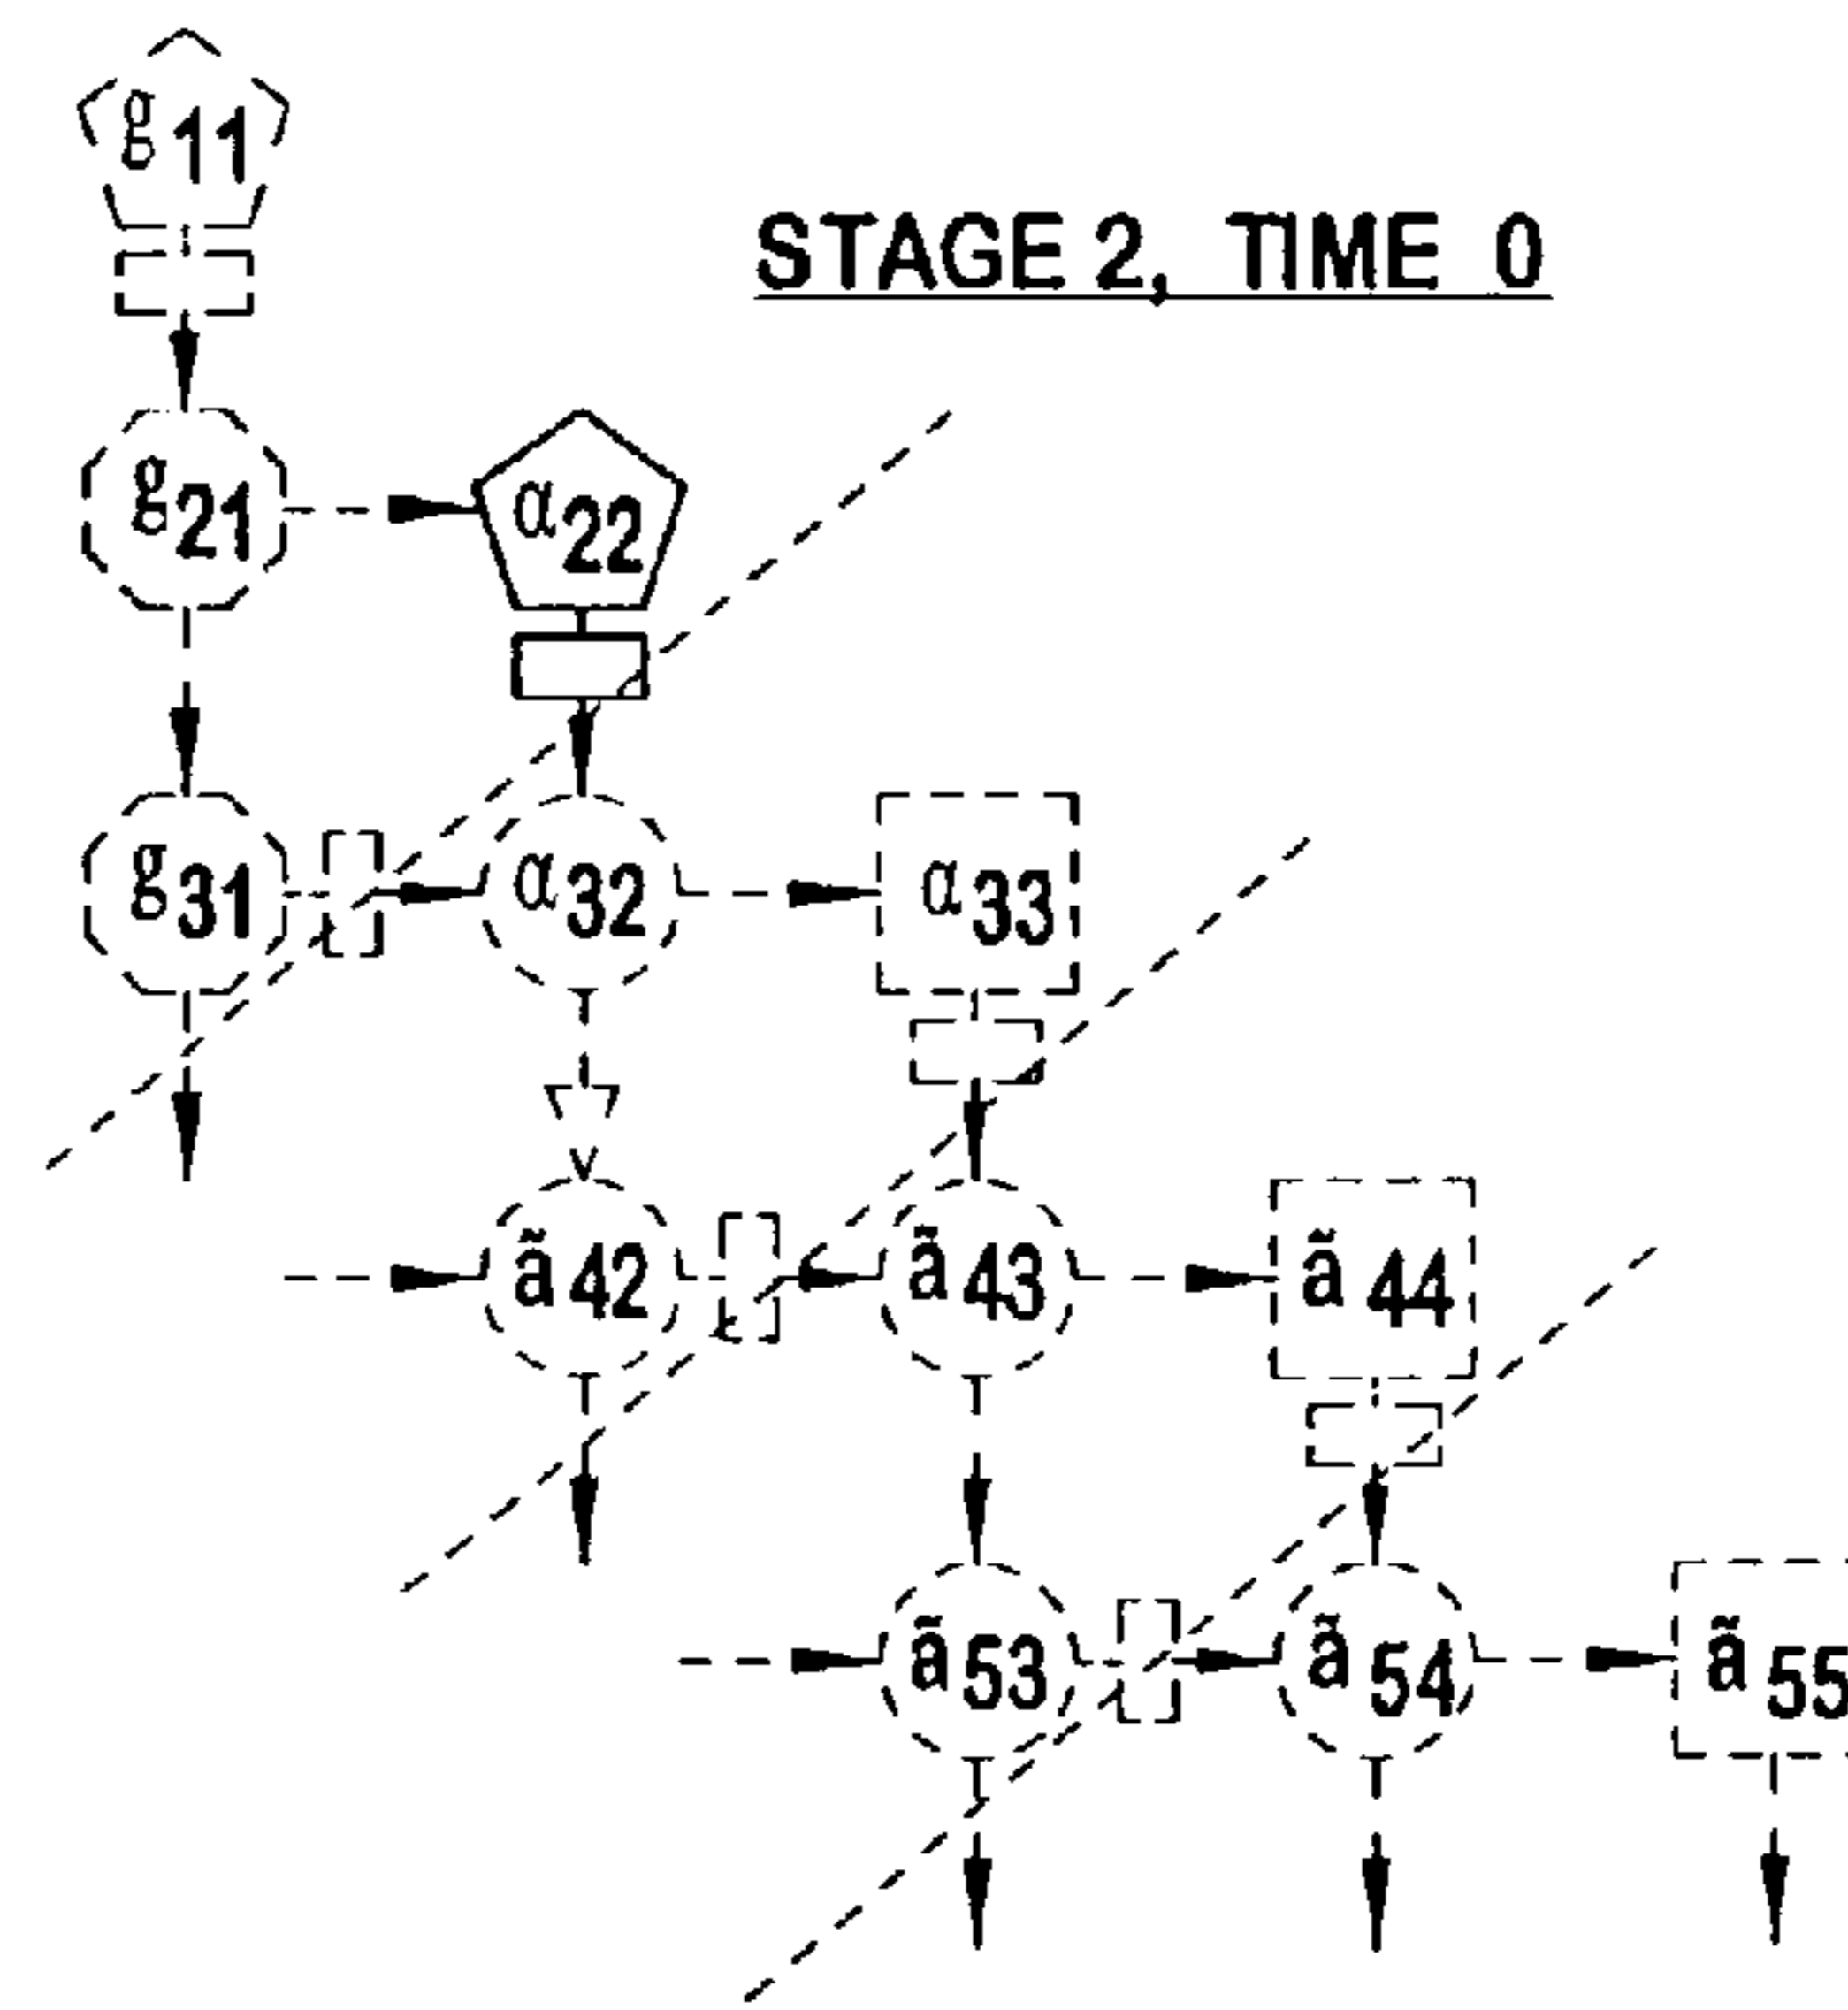 g11
STAGE 2, TIME 0
g21 α22
g31 α32 α33
ã42 ã43 ã44
ã53 ã54 ã55